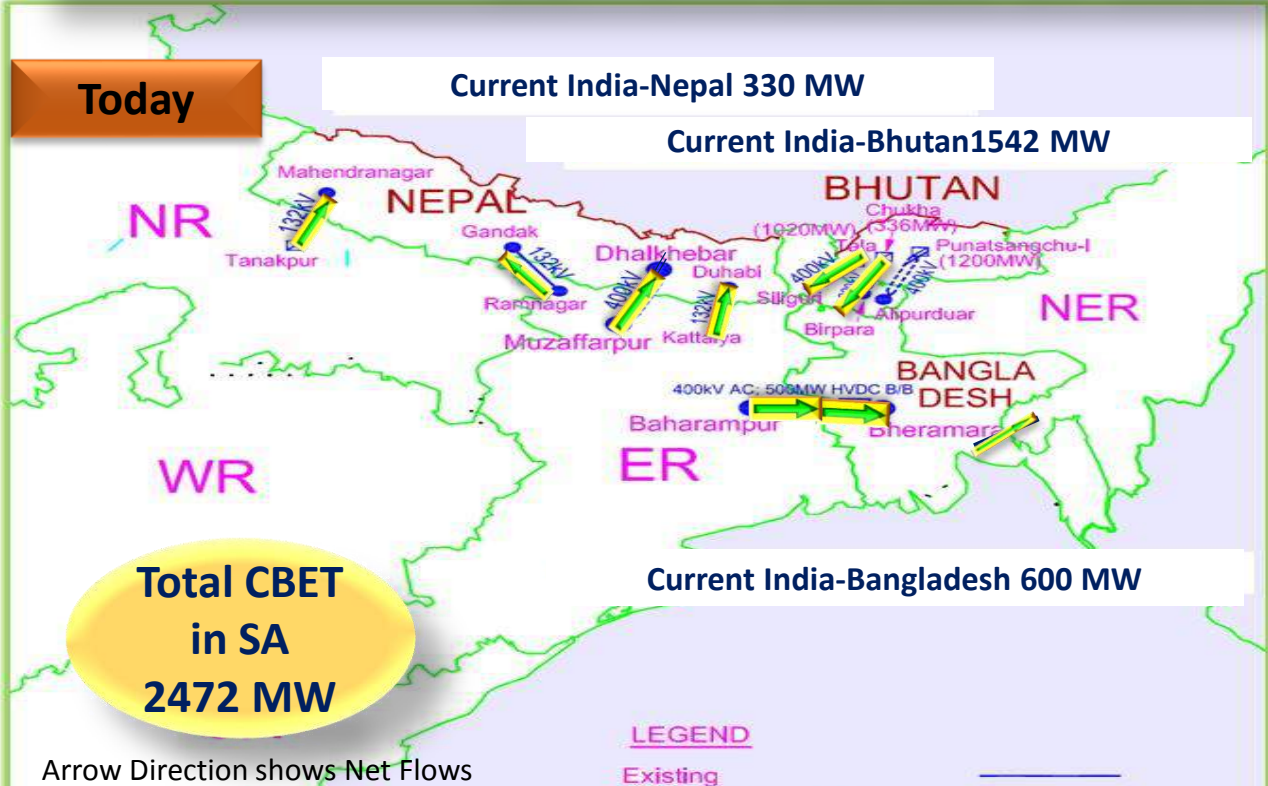 Today
Current India-Nepal 330 MW
Current India-Bhutan1542 MW
Mahendranagar
NEPAL
BHUTAN
NR
132kV
Tanakpur
Gandak
132kV
Ramnagar
Dhalkhebar
400kV
Muzaffarpur
Duhabi
132kV
Kattaiya
Chukha
(1020MW)
(336MW)
Tala
Punatsangchu-I
(1200MW)
400kV
400kV
Siliguri
Birpara
Alipurduar
NER
BANGLA
DESH
400kV AC; 500MW HVDC B/B
Baharampur
Bheramara
WR
ER
Total CBET
in SA
2472 MW
Current India-Bangladesh 600 MW
LEGEND
Arrow Direction shows Net Flows
Existing